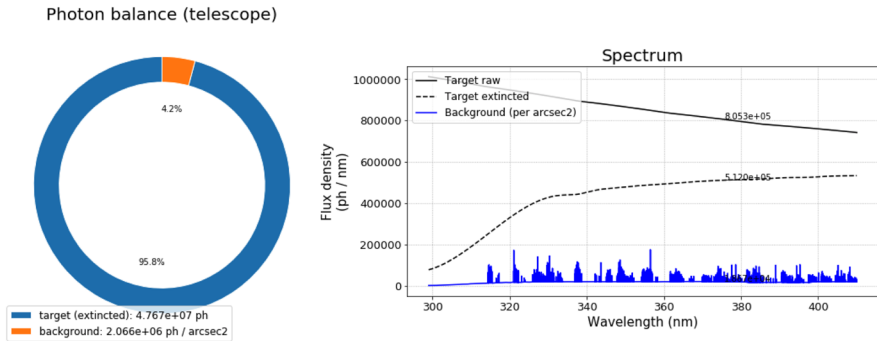 Photon balance (telescope)
4.2%
95.8%
target (extincted): 4.767e+07 ph
background: 2.066e+06 ph / arcsec2
Spectrum
Target raw
Target extincted
Background (per arcsec2)
8.053e+05
5.120e+05
Flux density
(ph / nm)
1000000
800000
600000
400000
200000
0
300
320
340
360
380
400
Wavelength (nm)